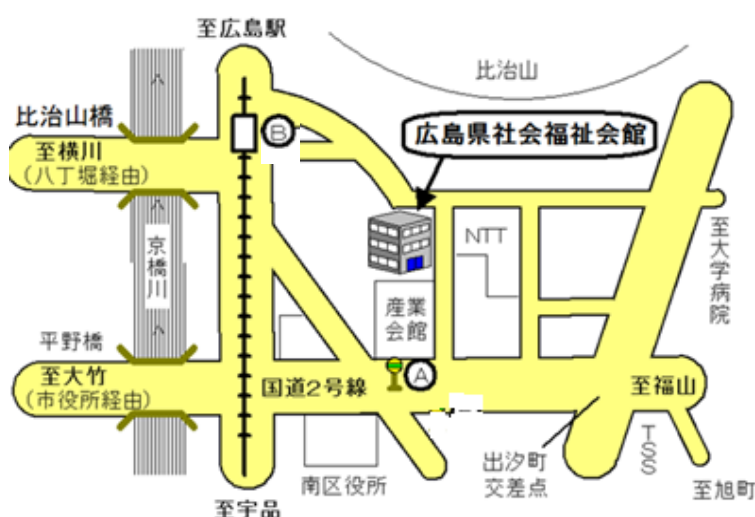 至広島駅
比治山
比治山橋
B
広島県社会福祉会館
至横川
(八丁堀経由)
京橋川
NTT
至大学病院
産業
会館
平野橋
A
至大竹
(市役所経由)
国道2号線
至福山
出汐町
交差点
TSS
南区役所
至旭町
至宇品